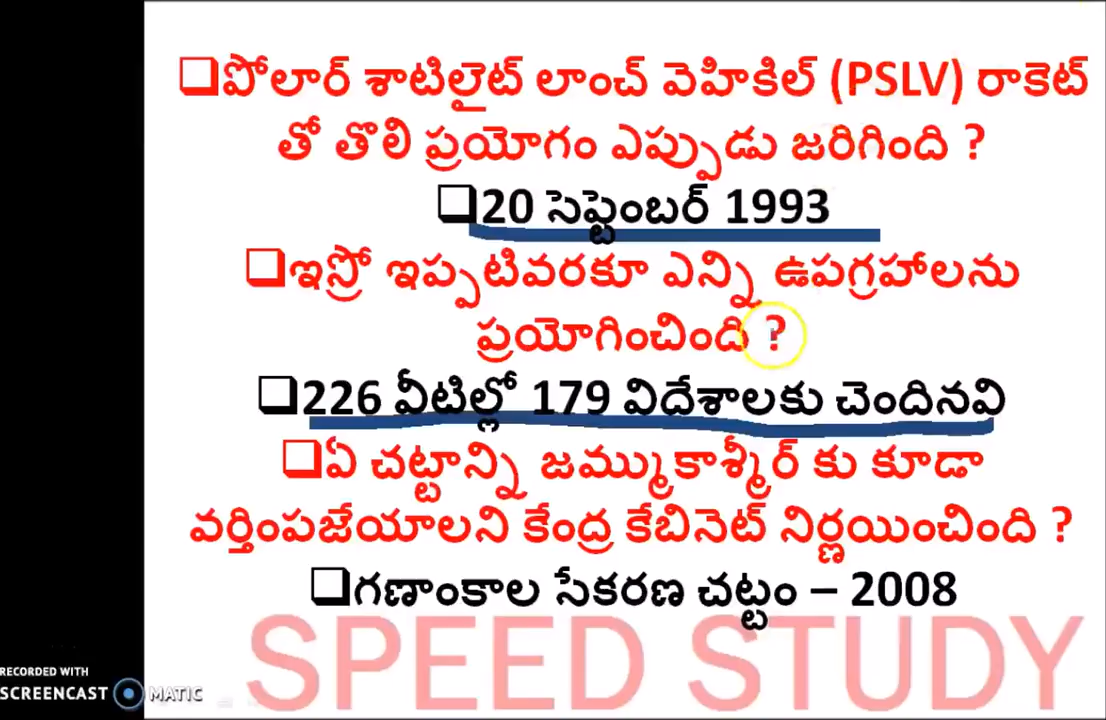 ❑పోలార్ శాటిలైట్ లాంచ్ వెహికిల్ (PSLV) రాకెట్
తో తొలి ప్రయోగం ఎప్పుడు జరిగింది ?
❑20 సెప్టెంబర్ 1993
❑ఇస్రో ఇప్పటివరకూ ఎన్ని ఉపగ్రహాలను
ప్రయోగించింది ?
❑226 వీటిల్లో 179 విదేశాలకు చెందినవి
❑ఏ చట్టాన్ని జమ్ముకాశ్మీర్ కు కూడా
వర్తింపజేయాలని కేంద్ర కేబినెట్ నిర్ణయించింది ?
❑గణాంకాల సేకరణ చట్టం – 2008
SPEED STUDY
RECORDED WITH
SCREENCAST MATIC